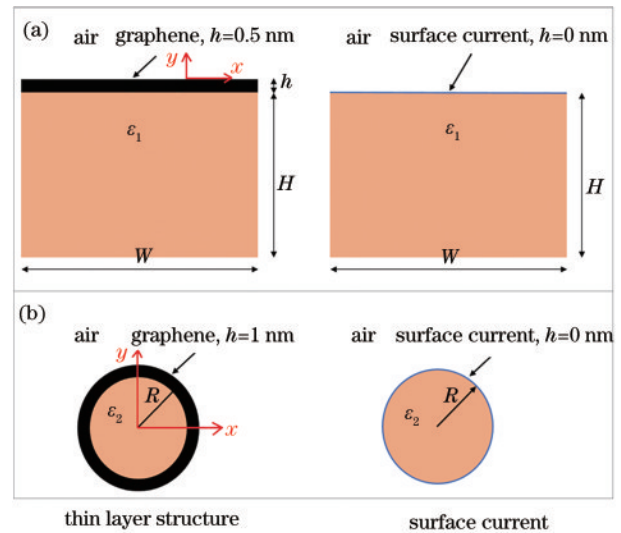 (a)
air graphene, h=0.5 nm
air surface current, h=0 nm
y
x
h
ε₁
ε₁
H
H
W
W
(b)
air graphene, h=1 nm
air surface current, h=0 nm
y
R
R
ε₂
ε₂
x
thin layer structure
surface current